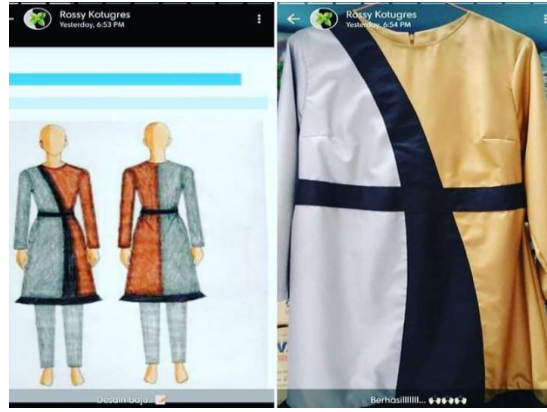 Rossy Kotugres
Yesterday, 6:53 PM
Desain baju...
Rossy Kotugres
Yesterday, 6:54 PM
Berhasilllllll...